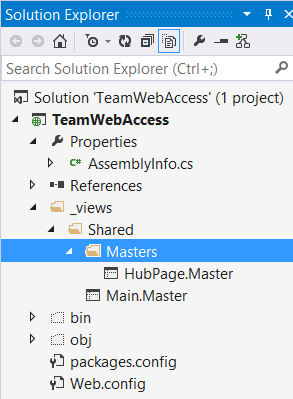 Solution Explorer
Search Solution Explorer (Ctrl+;)
Solution 'TeamWebAccess' (1 project)
TeamWebAccess
Properties
C# AssemblyInfo.cs
References
_views
Shared
Masters
HubPage.Master
Main.Master
bin
obj
packages.config
Web.config